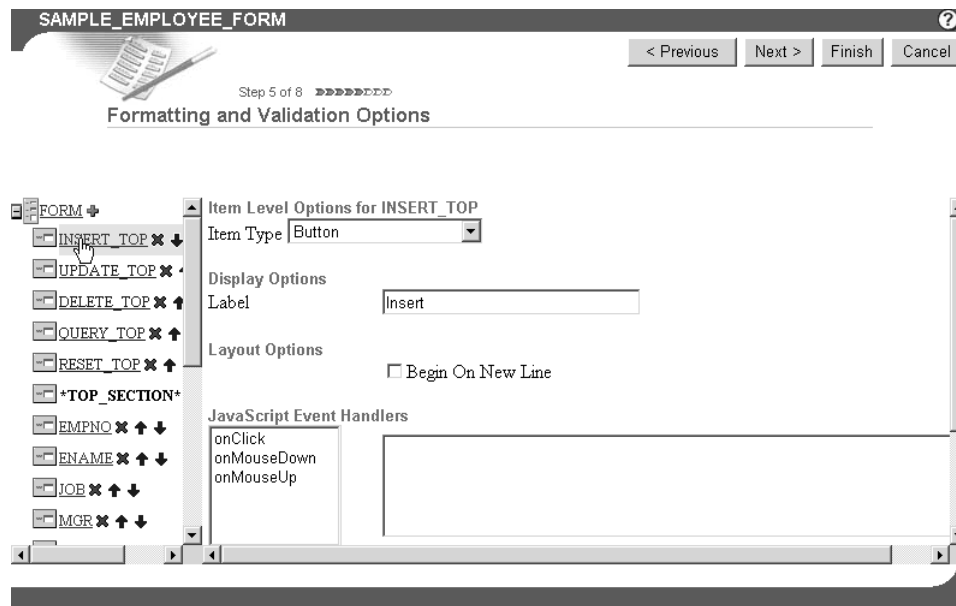 SAMPLE_EMPLOYEE_FORM
?
< Previous Next > Finish Cancel
Step 5 of 8
Formatting and Validation Options
FORM
INSERT_TOP
UPDATE_TOP
DELETE_TOP
QUERY_TOP
RESET_TOP
*TOP_SECTION*
EMPNO
ENAME
JOB
MGR
Item Level Options for INSERT_TOP
Item Type Button
Display Options
Label Insert
Layout Options
Begin On New Line
JavaScript Event Handlers
onClick
onMouseDown
onMouseUp